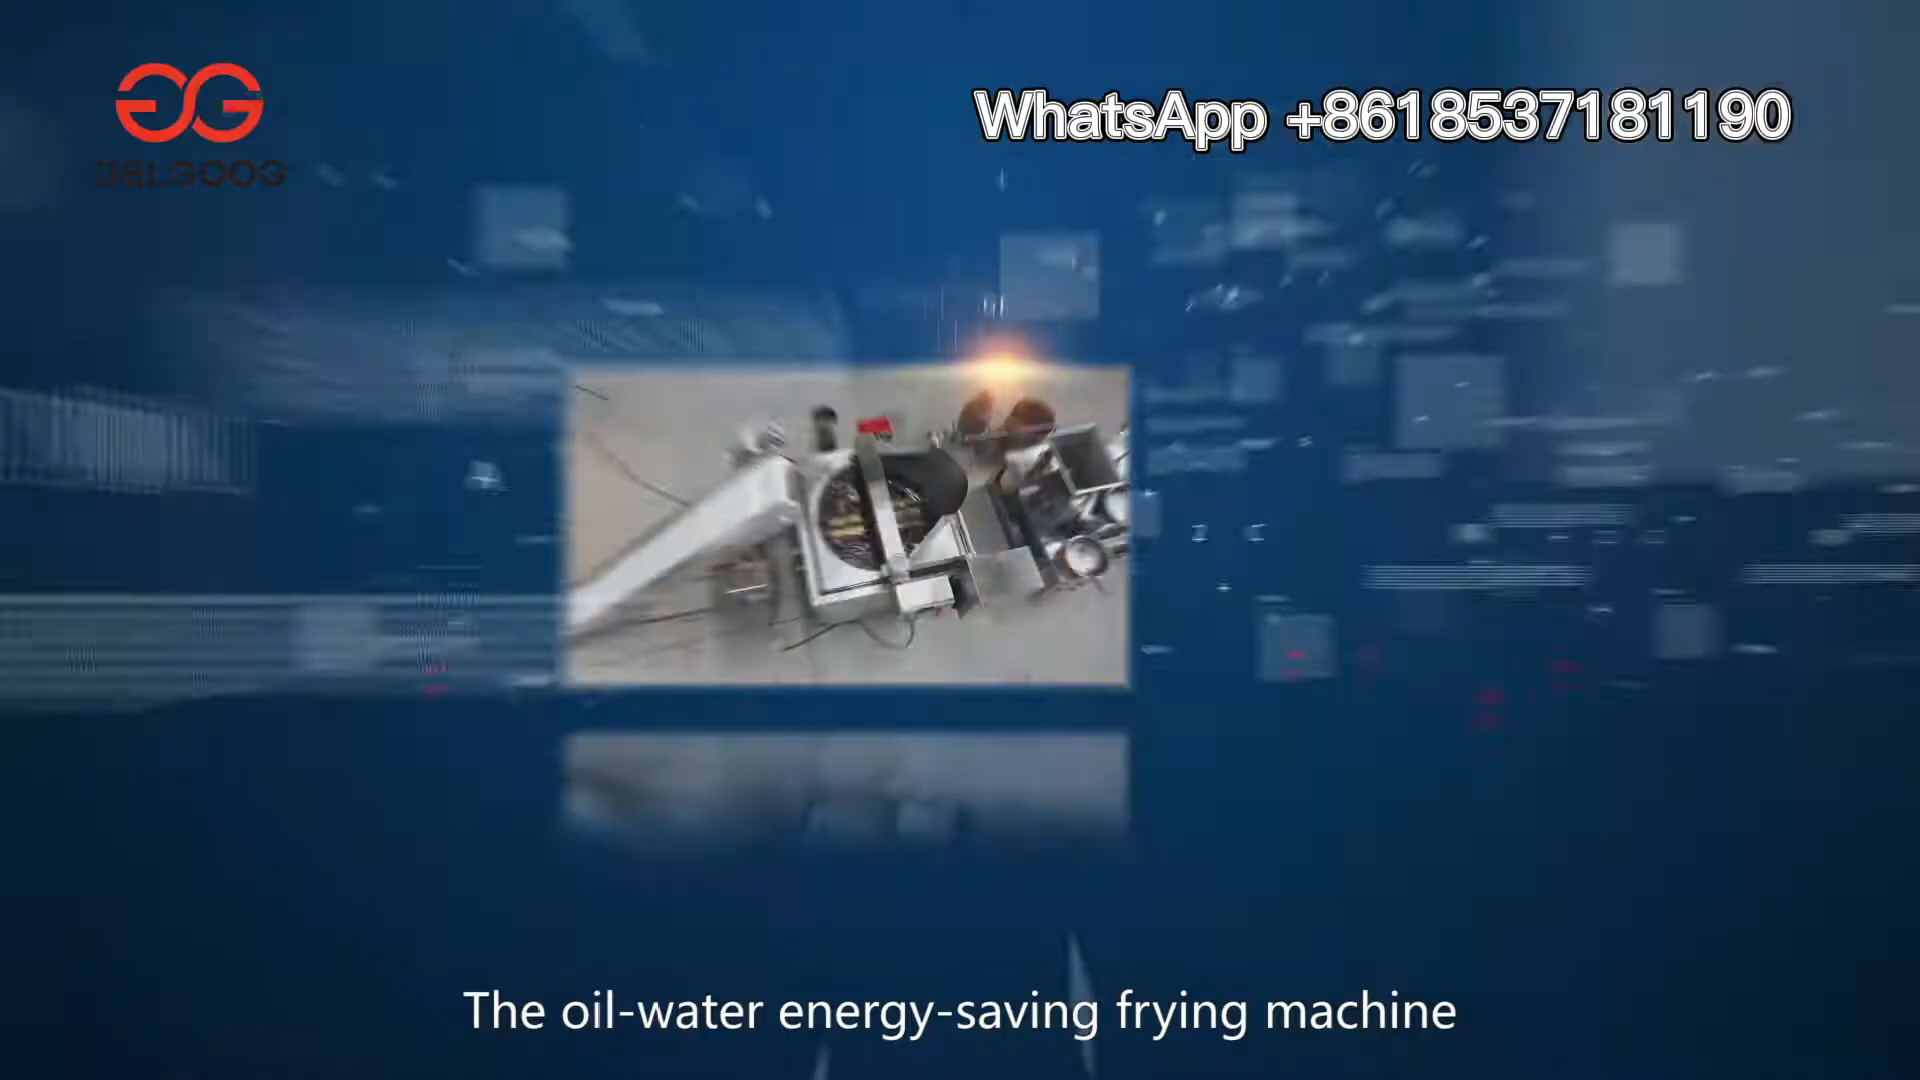 GELGOOG
WhatsApp +8618537181190
The oil-water energy-saving frying machine